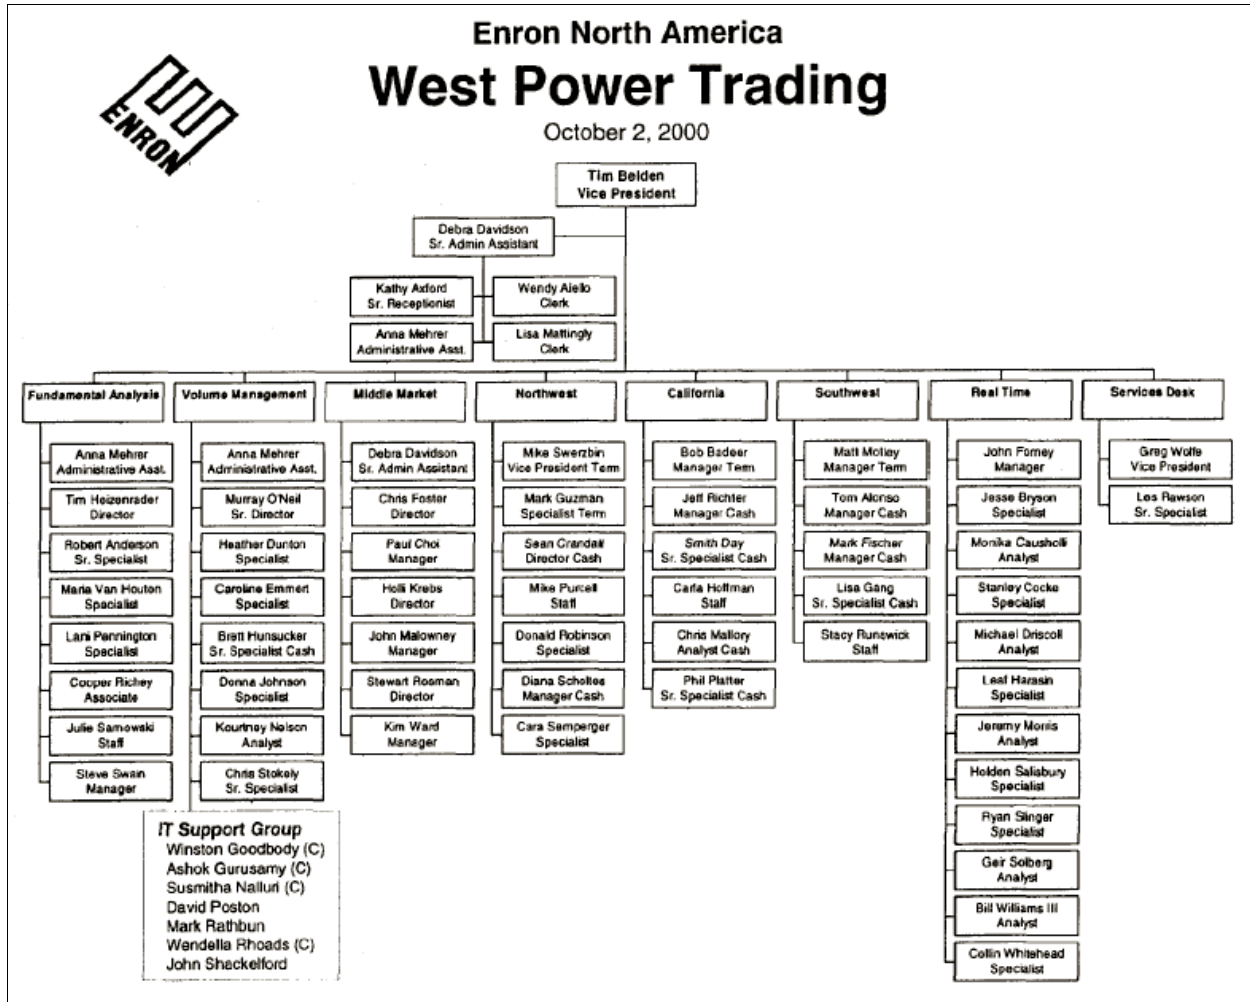 Enron North America
West Power Trading
October 2, 2000
ENRON
Tim Belden
Vice President
Debra Davidson
Sr. Admin Assistant
Kathy Axford
Sr. Receptionist
Wendy Aiello
Clerk
Anna Mehrer
Administrative Asst.
Lisa Mattingly
Clerk
Fundamental Analysis
Anna Mehrer
Administrative Asst.
Tim Heizenrader
Director
Robert Anderson
Sr. Specialist
Maria Van Houten
Specialist
Lani Pennington
Specialist
Cooper Richey
Associate
Julie Sarnowski
Staff
Steve Swain
Manager
Volume Management
Anna Mehrer
Administrative Asst.
Murray O'Neil
Sr. Director
Heather Dunton
Specialist
Caroline Emmert
Specialist
Brett Hunsucker
Sr. Specialist Cash
Donna Johnson
Specialist
Kourtney Nelson
Analyst
Chris Stokely
Sr. Specialist
IT Support Group
Winston Goodbody (C)
Ashok Gurusamy (C)
Susmitha Nalluri (C)
David Poston
Mark Rathbun
Wendella Rhoads (C)
John Shackelford
Middle Market
Debra Davidson
Sr. Admin Assistant
Chris Foster
Director
Paul Choi
Manager
Holli Krebs
Director
John Malowney
Manager
Stewart Rosman
Director
Kim Ward
Manager
Northwest
Mike Swerzbin
Vice President Term
Mark Guzman
Specialist Term
Sean Crandall
Director Cash
Mike Purcell
Staff
Donald Robinson
Specialist
Diana Scholtes
Manager Cash
Cara Semperger
Specialist
California
Bob Badeer
Manager Term
Jeff Richter
Manager Cash
Smith Day
Sr. Specialist Cash
Carla Hoffman
Staff
Chris Mallory
Analyst Cash
Phil Platter
Sr. Specialist Cash
Southwest
Matt Motley
Manager Term
Tom Alonso
Manager Cash
Mark Fischer
Manager Cash
Lisa Gang
Sr. Specialist Cash
Stacy Runswick
Staff
Real Time
John Forney
Manager
Jesse Bryson
Specialist
Monika Causholli
Analyst
Stanley Cocke
Specialist
Michael Driscoll
Analyst
Leaf Harasin
Specialist
Jeremy Morris
Analyst
Holden Salisbury
Specialist
Ryan Slinger
Specialist
Geir Solberg
Analyst
Bill Williams III
Analyst
Collin Whitehead
Specialist
Services Desk
Greg Wolfe
Vice President
Les Rawson
Sr. Specialist